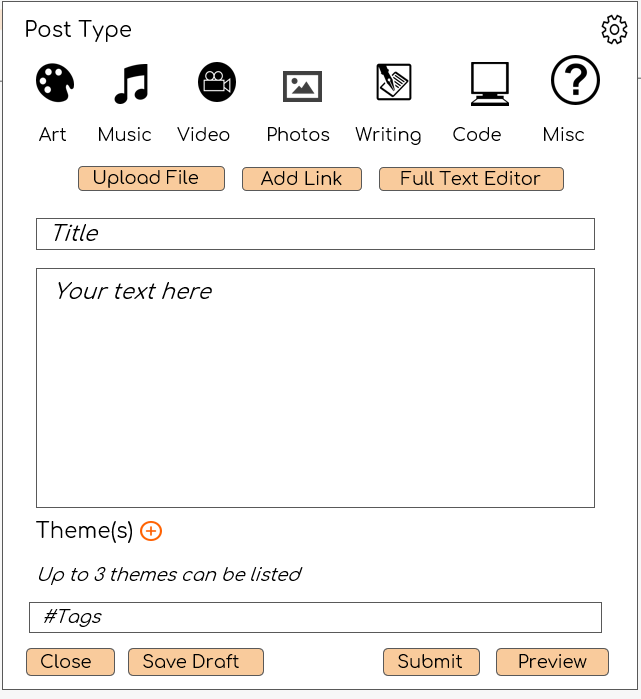 Post Type
Art Music Video Photos Writing Code Misc
Upload File Add Link Full Text Editor
Title
Your text here
Theme(s)
Up to 3 themes can be listed
#Tags
Close Save Draft Submit Preview